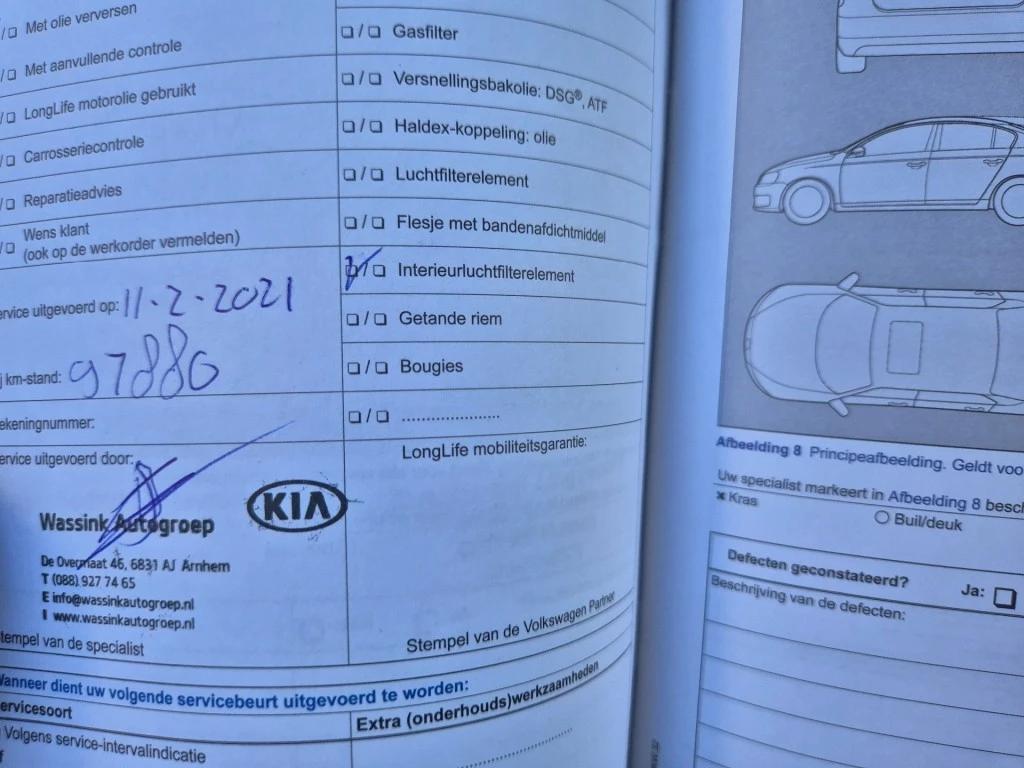 Met olie verversen
Met aanvullende controle
LongLife motorolie gebruikt
Carrosseriecontrole
Reparatieadvies
Wens klant
(ook op de werkorder vermelden)
ervice uitgevoerd op: 11-2-2021
j km-stand: 97880
ekeningnummer:
ervice uitgevoerd door:
Wassink Autogroep
KIA
De Overmaat 46, 6831 AJ Arnhem
T (088) 927 74 65
E info@wassinkautogroep.nl
I www.wassinkautogroep.nl
tempel van de specialist
Gasfilter
Versnellingsbakolie: DSG®, ATF
Haldex-koppeling: olie
Luchtfilterelement
Flesje met bandenafdichtmiddel
Interieurluchtfilterelement
Getande riem
Bougies
LongLife mobiliteitsgarantie:
Stempel van de Volkswagen Partner
Wanneer dient uw volgende servicebeurt uitgevoerd te worden:
ervicesoort
Extra (onderhouds)werkzaamheden
Volgens service-intervalindicatie
Afbeelding 8 Principeafbeelding. Geldt voo
Uw specialist markeert in Afbeelding 8 besch
x Kras
Buil/deuk
Defecten geconstateerd?
Ja:
Beschrijving van de defecten: